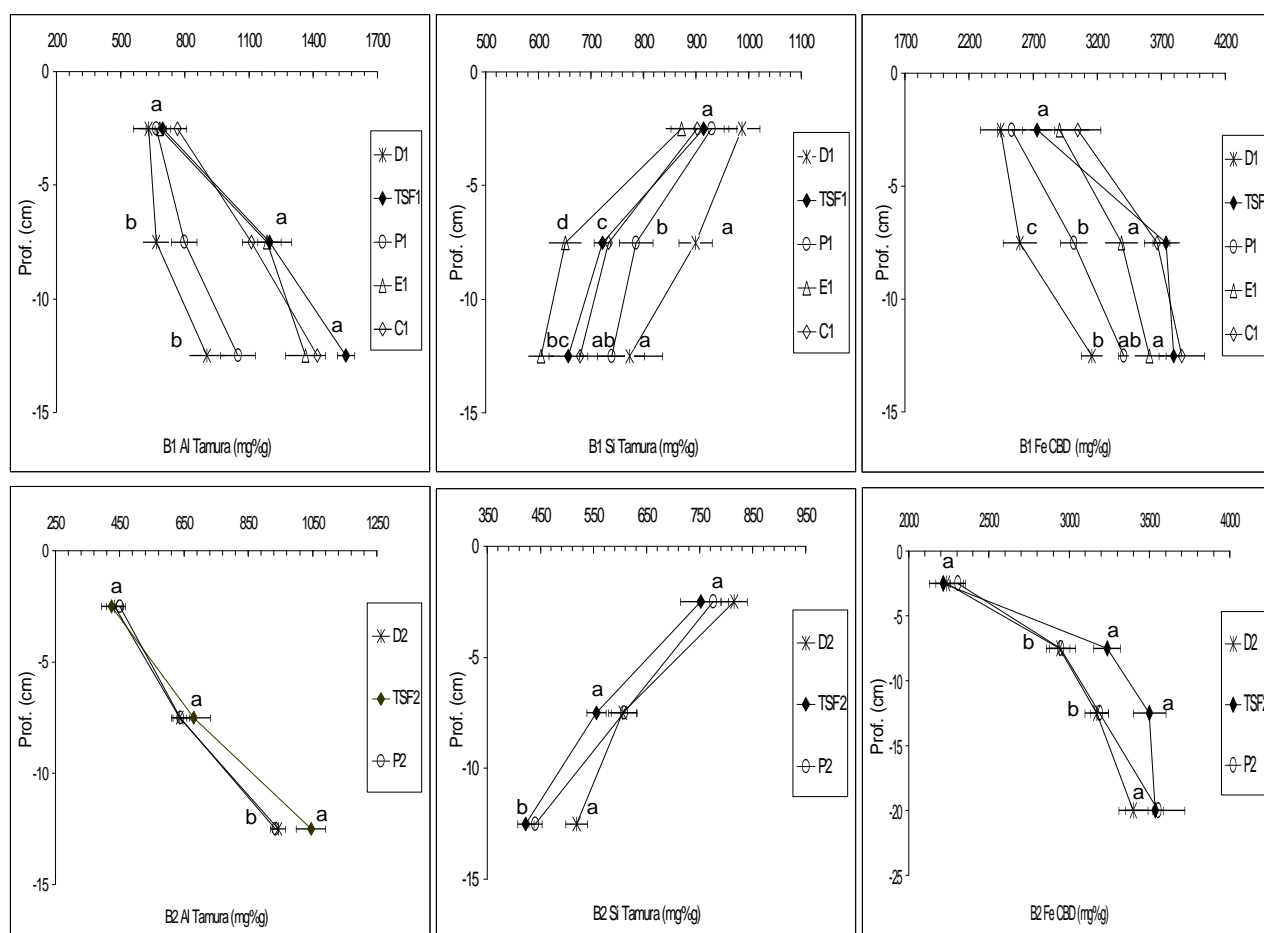 200 500 800 1100 1400 1700
0
a
D1
TSF1
-5
b
a
P1
Prof. (cm)
E1
-10
b
a
C1
-15
B1 Al Tamura (mg%g)
500 600 700 800 900 1000 1100
0
a
D1
TSF1
-5
d c b a
P1
Prof. (cm)
E1
-10
bc ab a
C1
-15
B1 Si Tamura (mg%g)
1700 2200 2700 3200 3700 4200
0
a
D1
TSF
-5
c b a
P1
Prof. (cm)
E1
-10
b ab a
C1
-15
B1 Fe CBD (mg%g)
250 450 650 850 1050 1250
0
a
D2
-5
a
TSF2
Prof. (cm)
-10
b a
P2
-15
B2 Al Tamura (mg%g)
350 450 550 650 750 850 950
0
a
D2
-5
a
TSF2
Prof. (cm)
-10
b a
P2
-15
B2 Si Tamura (mg%g)
2000 2500 3000 3500 4000
0
a
D2
-5
b a
TSF2
-10
Prof. (cm)
b a
-15
P2
a
-20
-25
B2 Fe CBD (mg%g)